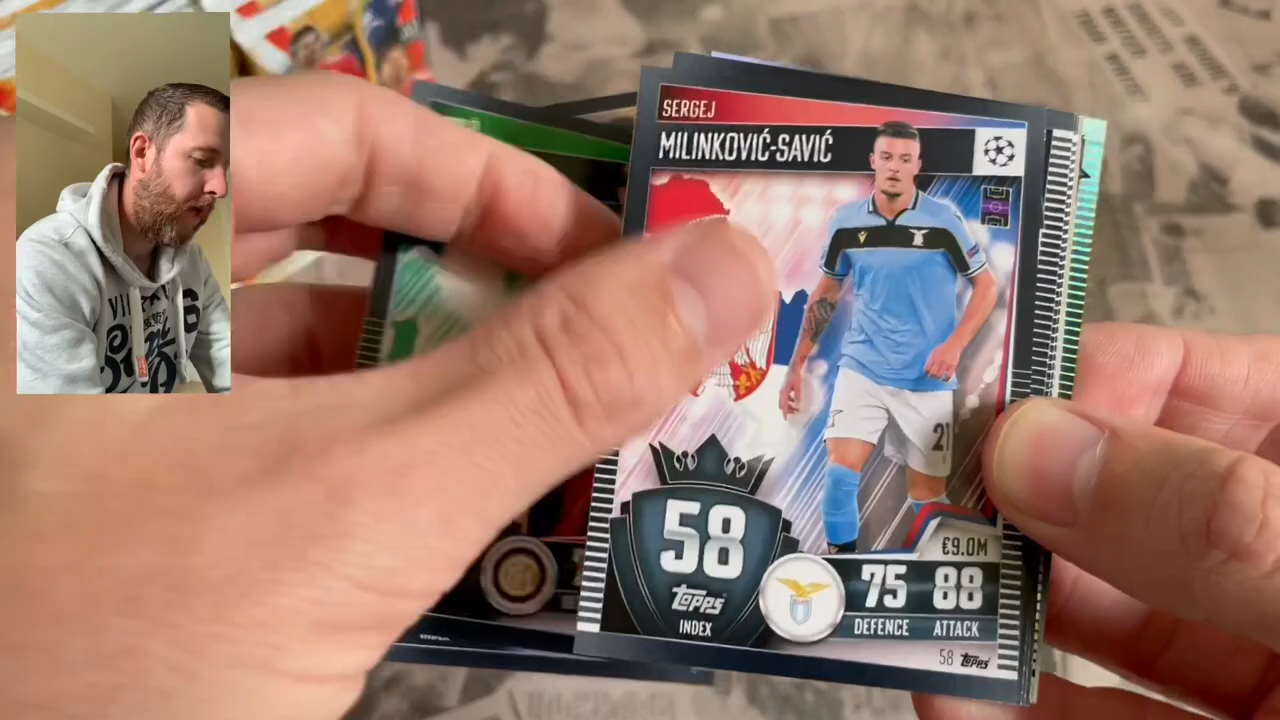 SERGEJ
MILINKOVIĆ-SAVIĆ
21
€9.0M
58
75 88
TOPPS
INDEX
DEFENCE ATTACK
58 TOPPS